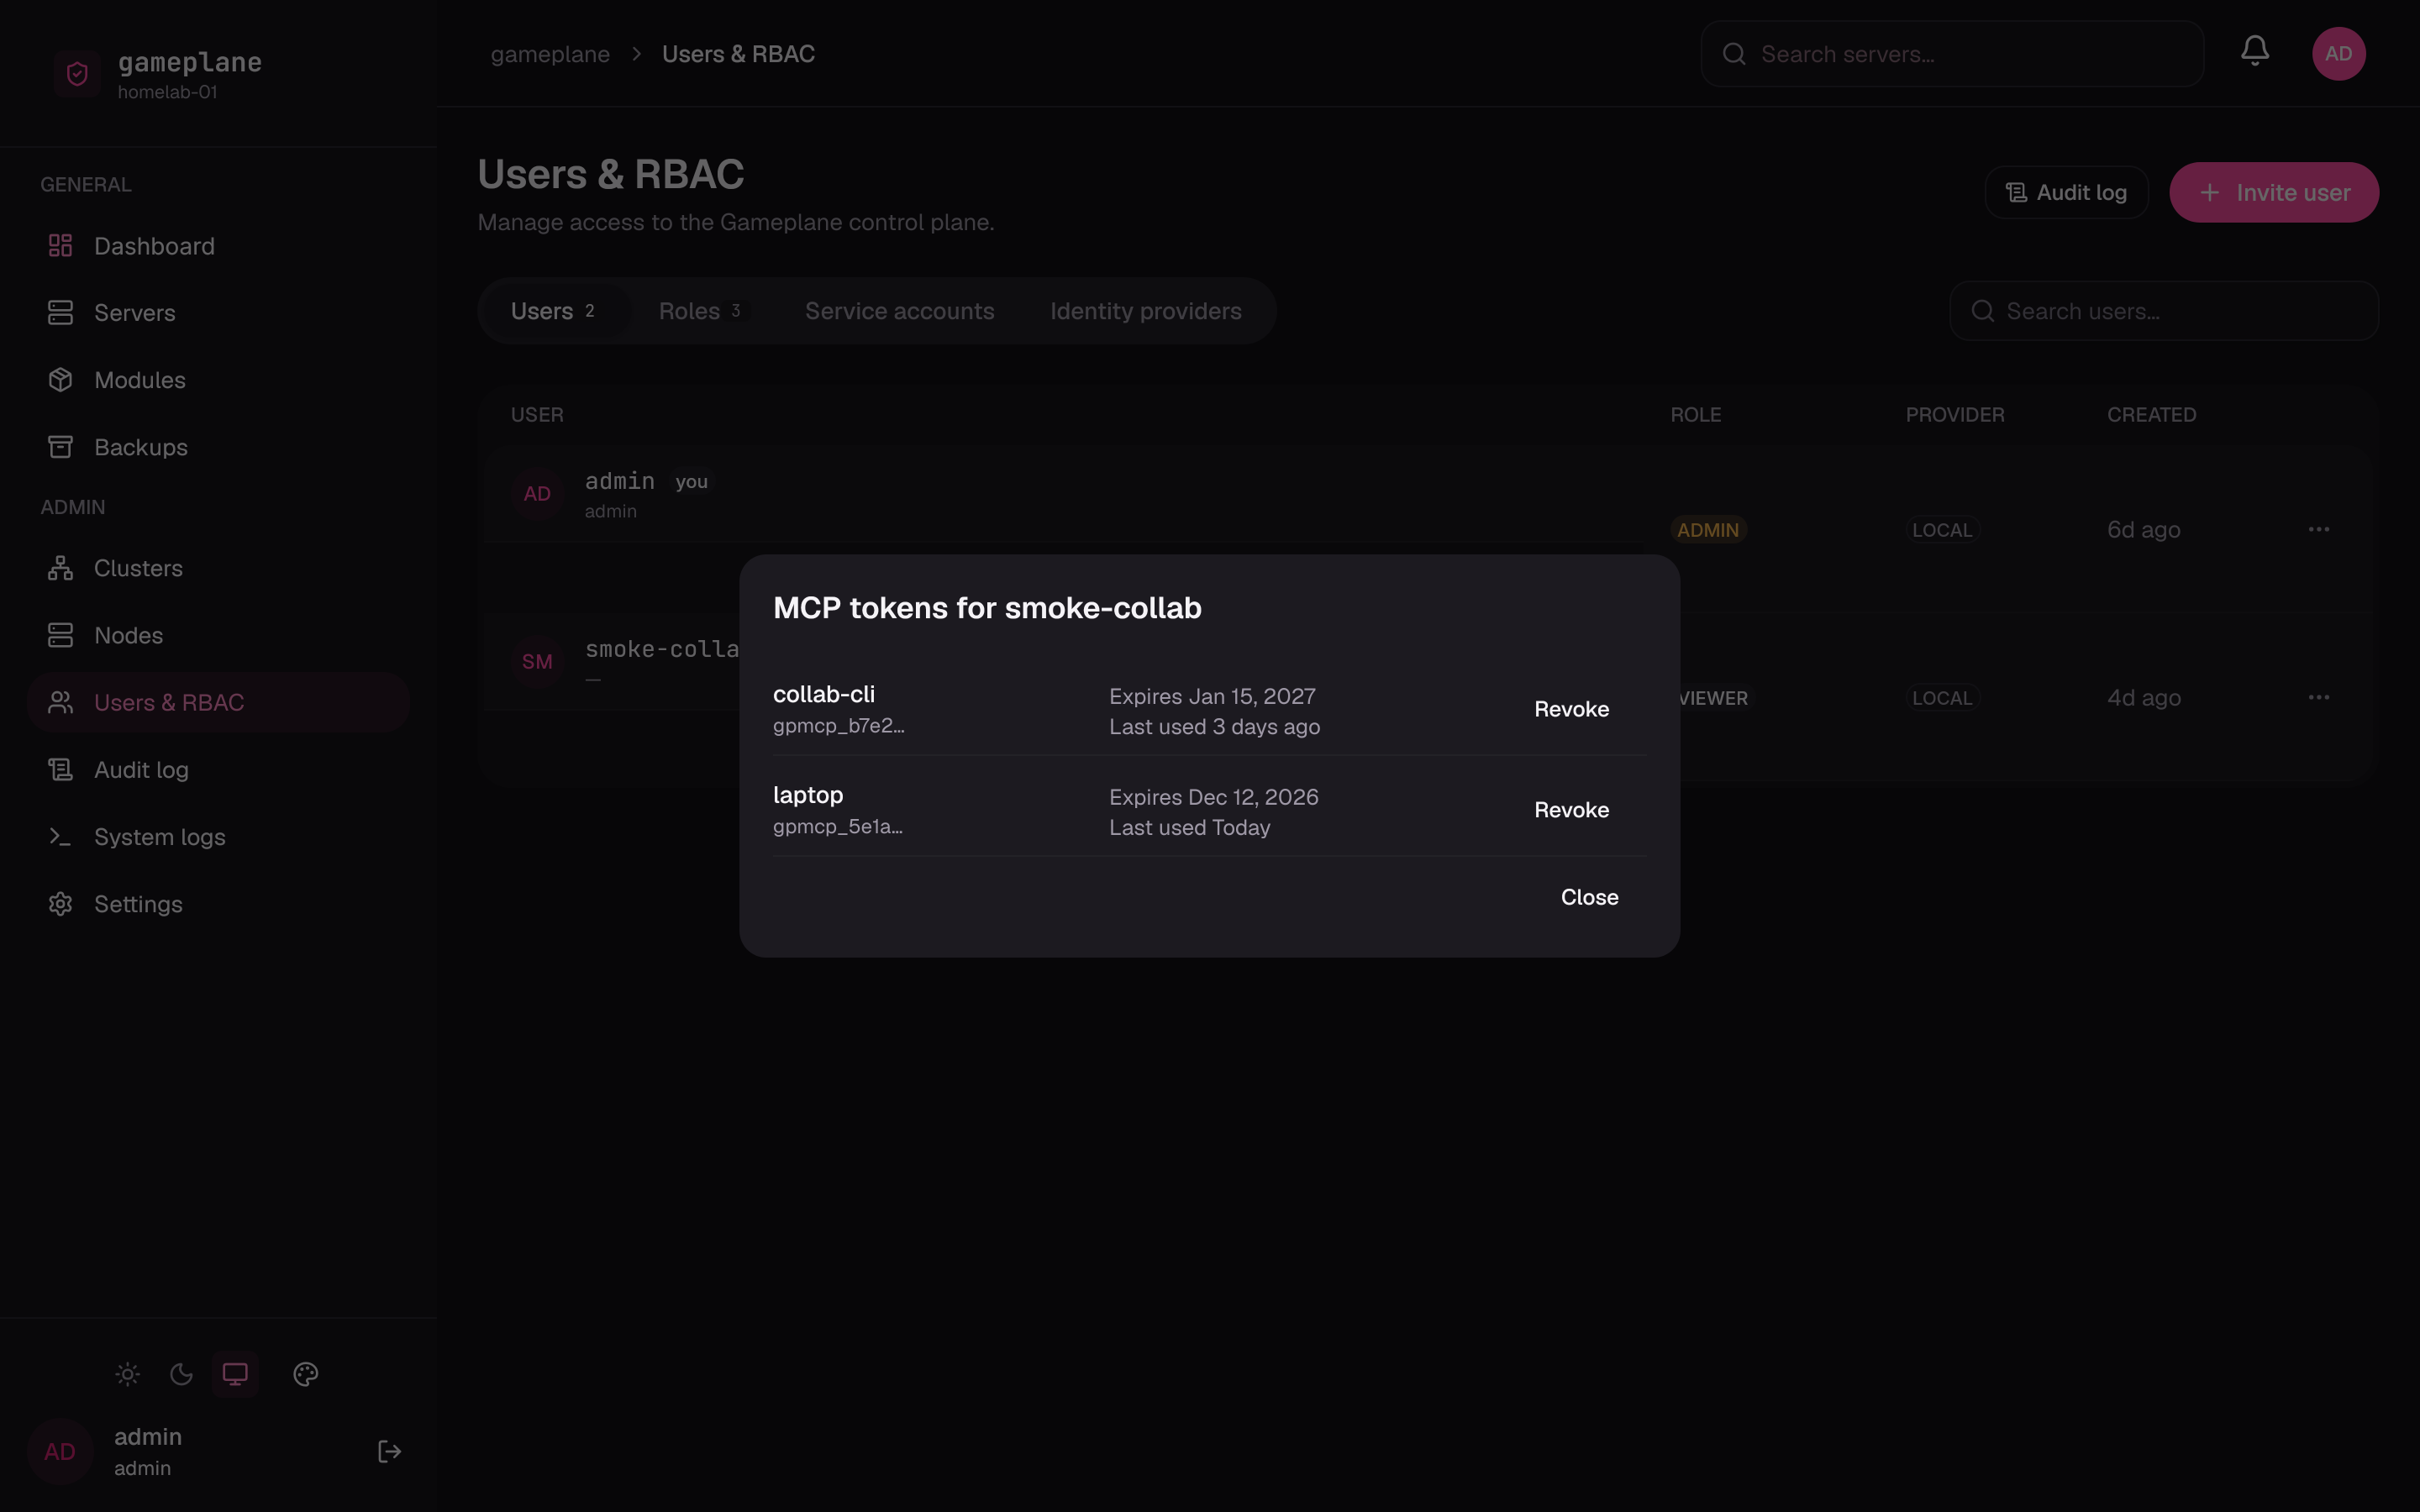 gameplane
homelab-01
GENERAL
Dashboard
Servers
Modules
Backups
ADMIN
Clusters
Nodes
Users & RBAC
Audit log
System logs
Settings
AD
admin
admin
gameplane > Users & RBAC
Search servers...
AD
Users & RBAC
Manage access to the Gameplane control plane.
Audit log
+ Invite user
Users 2
Roles 3
Service accounts
Identity providers
Search users...
USER ROLE PROVIDER CREATED
AD
admin you
admin
ADMIN
LOCAL
6d ago
SM
smoke-colla
—
VIEWER
LOCAL
4d ago
MCP tokens for smoke-collab
collab-cli
gpmcp_b7e2...
Expires Jan 15, 2027
Last used 3 days ago
Revoke
laptop
gpmcp_5e1a...
Expires Dec 12, 2026
Last used Today
Revoke
Close